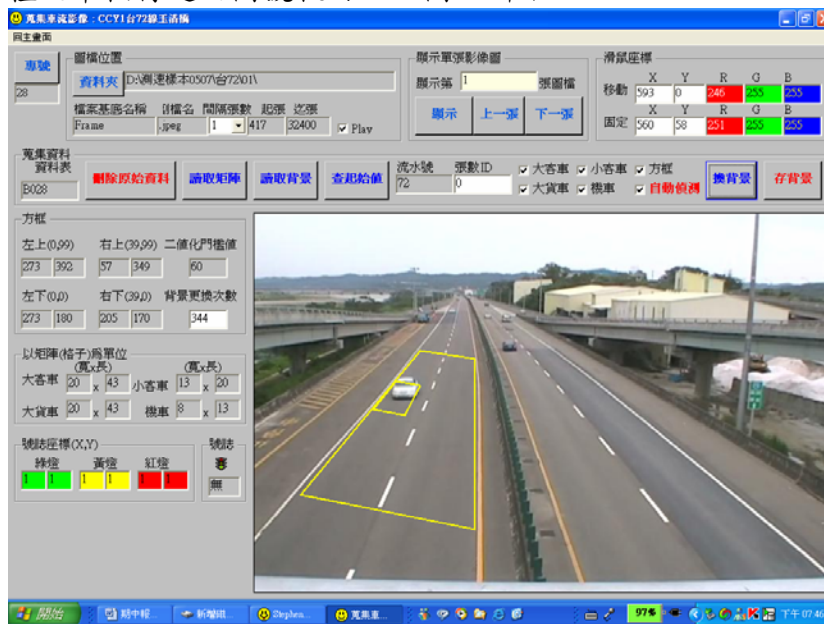 蒐集車流影像 : CCY1台72線王清橋
回主畫面
專號
28
圖檔位置
資料夾 D:\測速樣本0507\台72\01\
檔案基底名稱 副檔名 間隔張數 起張 迄張
Frame .jpeg 1 417 32400 Play
顯示單張影像圖
顯示第 1 張圖檔
顯示 上一張 下一張
滑鼠座標
X Y R G B
移動 593 0 246 255 255
X Y R G B
固定 560 58 251 255 255
蒐集資料
資料表
B028
刪除原始資料 讀取矩陣 讀取背景 查起始值
流水號 張數ID
72 0
大客車 小客車 方框
大貨車 機車 自動偵測
換背景 存背景
方框
左上(0,99) 右上(39,99) 二值化門檻值
273 392 57 349 60
左下(0,0) 右下(39,0) 背景更換次數
273 180 205 170 344
以矩陣(格子)為單位
(寬x長) (寬x長)
大客車 20 x 43 小客車 13 x 20
大貨車 20 x 43 機車 8 x 13
號誌座標(X,Y)
綠燈 黃燈 紅燈
1 1 1 1 1 1
號誌
無
開始 期中報... 新增組... Stephen... 蒐集車... 97% 下午 07:46